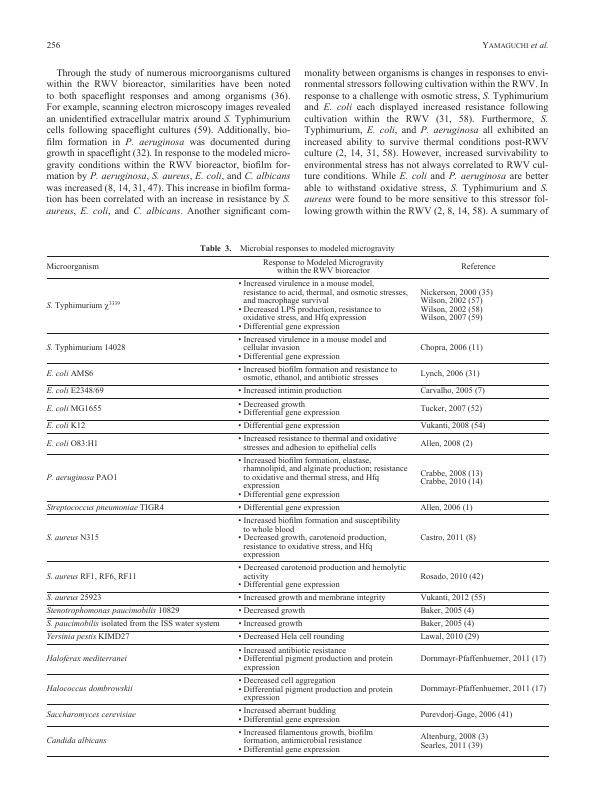 256
YAMAGUCHI et al.
Through the study of numerous microorganisms cultured
within the RWV bioreactor, similarities have been noted
to both spaceflight responses and among organisms (36).
For example, scanning electron microscopy images revealed
an unidentified extracellular matrix around S. Typhimurium
cells following spaceflight cultures (59). Additionally, bio-
film formation in P. aeruginosa was documented during
growth in spaceflight (32). In response to the modeled micro-
gravity conditions within the RWV bioreactor, biofilm for-
mation by P. aeruginosa, S. aureus, E. coli, and C. albicans
was increased (8, 14, 31, 47). This increase in biofilm forma-
tion has been correlated with an increase in resistance by S.
aureus, E. coli, and C. albicans. Another significant com-
monality between organisms is changes in responses to envi-
ronmental stressors following cultivation within the RWV. In
response to a challenge with osmotic stress, S. Typhimurium
and E. coli each displayed increased resistance following
cultivation within the RWV (31, 58). Furthermore, S.
Typhimurium, E. coli, and P. aeruginosa all exhibited an
increased ability to survive thermal conditions post-RWV
culture (2, 14, 31, 58). However, increased survivability to
environmental stress has not always correlated to RWV cul-
ture conditions. While E. coli and P. aeruginosa are better
able to withstand oxidative stress, S. Typhimurium and S.
aureus were found to be more sensitive to this stressor fol-
lowing growth within the RWV (2, 8, 14, 58). A summary of
Table 3. Microbial responses to modeled microgravity
Microorganism
Response to Modeled Microgravity
within the RWV bioreactor
Reference
S. Typhimurium χ3339
• Increased virulence in a mouse model,
resistance to acid, thermal, and osmotic stresses,
and macrophage survival
• Decreased LPS production, resistance to
oxidative stress, and Hfq expression
• Differential gene expression
Nickerson, 2000 (35)
Wilson, 2002 (57)
Wilson, 2002 (58)
Wilson, 2007 (59)
S. Typhimurium 14028
• Increased virulence in a mouse model and
cellular invasion
• Differential gene expression
Chopra, 2006 (11)
E. coli AMS6
• Increased biofilm formation and resistance to
osmotic, ethanol, and antibiotic stresses
Lynch, 2006 (31)
E. coli E2348/69
• Increased intimin production
Carvalho, 2005 (7)
E. coli MG1655
• Decreased growth
• Differential gene expression
Tucker, 2007 (52)
E. coli K12
• Differential gene expression
Vukanti, 2008 (54)
E. coli O83:H1
• Increased resistance to thermal and oxidative
stresses and adhesion to epithelial cells
Allen, 2008 (2)
P. aeruginosa PAO1
• Increased biofilm formation, elastase,
rhamnolipid, and alginate production; resistance
to oxidative and thermal stress, and Hfq
expression
• Differential gene expression
Crabbe, 2008 (13)
Crabbe, 2010 (14)
Streptococcus pneumoniae TIGR4
• Differential gene expression
Allen, 2006 (1)
S. aureus N315
• Increased biofilm formation and susceptibility
to whole blood
• Decreased growth, carotenoid production,
resistance to oxidative stress, and Hfq
expression
Castro, 2011 (8)
S. aureus RF1, RF6, RF11
• Decreased carotenoid production and hemolytic
activity
• Differential gene expression
Rosado, 2010 (42)
S. aureus 25923
• Increased growth and membrane integrity
Vukanti, 2012 (55)
Stenotrophomonas paucimobilis 10829
• Decreased growth
Baker, 2005 (4)
S. paucimobilis isolated from the ISS water system
• Increased growth
Baker, 2005 (4)
Yersinia pestis KIMD27
• Decreased Hela cell rounding
Lawal, 2010 (29)
Haloferax mediterranei
• Increased antibiotic resistance
• Differential pigment production and protein
expression
Dornmayr-Pfaffenhuemer, 2011 (17)
Halococcus dombrowskii
• Decreased cell aggregation
• Differential pigment production and protein
expression
Dornmayr-Pfaffenhuemer, 2011 (17)
Saccharomyces cerevisiae
• Increased aberrant budding
• Differential gene expression
Purevdorj-Gage, 2006 (41)
Candida albicans
• Increased filamentous growth, biofilm
formation, antimicrobial resistance
• Differential gene expression
Altenburg, 2008 (3)
Searles, 2011 (39)